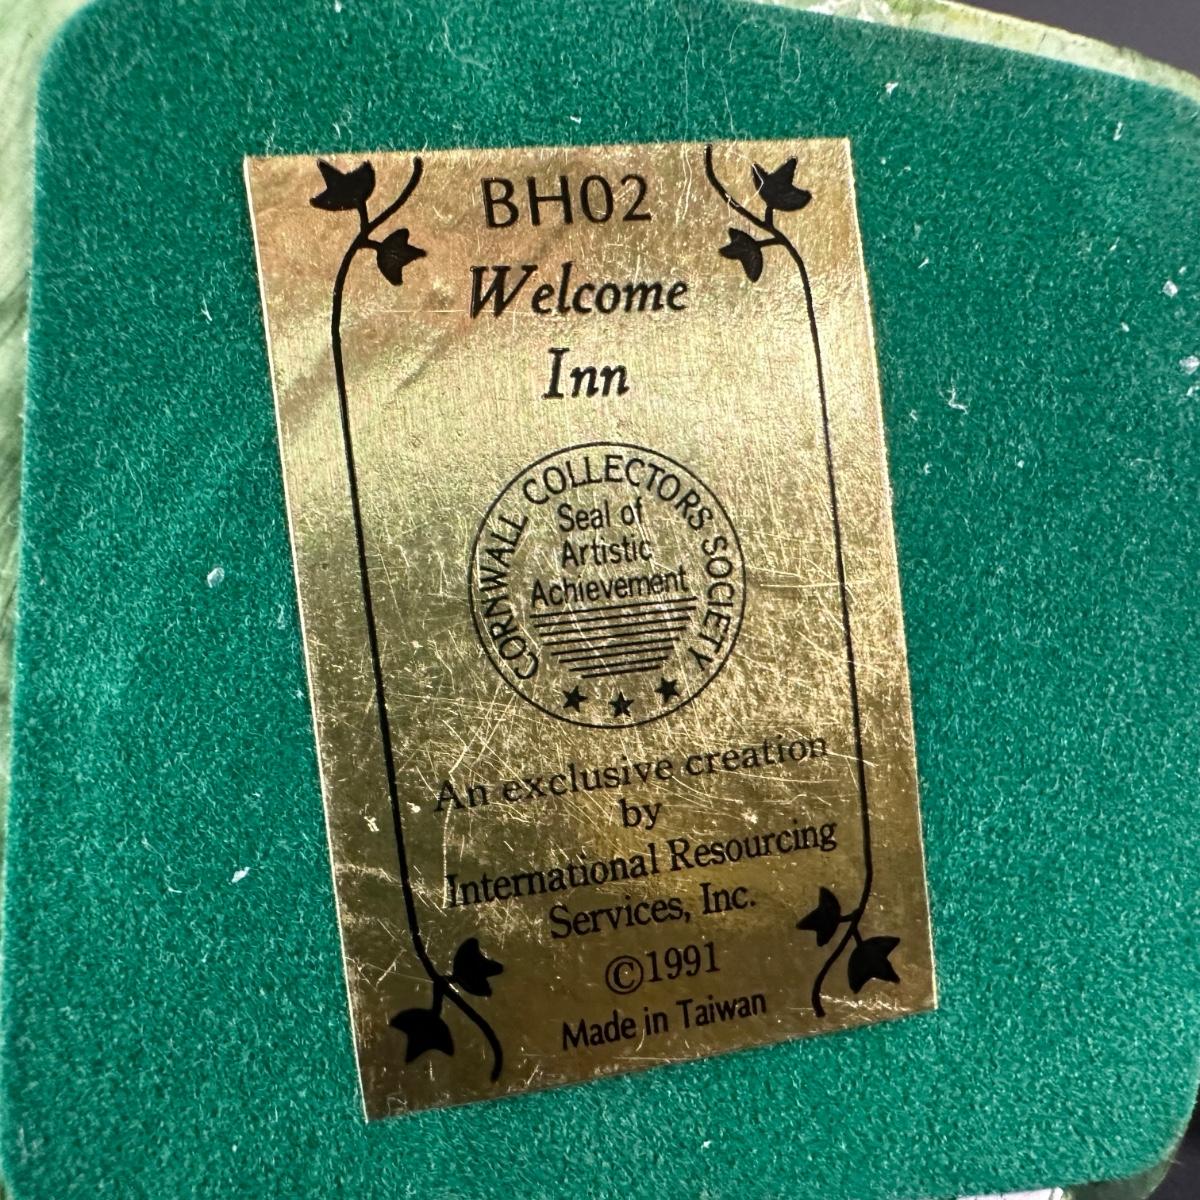 BH02
Welcome
Inn
CORNWALL COLLECTORS SOCIETY
Seal of
Artistic
Achievement
An exclusive creation
by
International Resourcing
Services, Inc.
©1991
Made in Taiwan